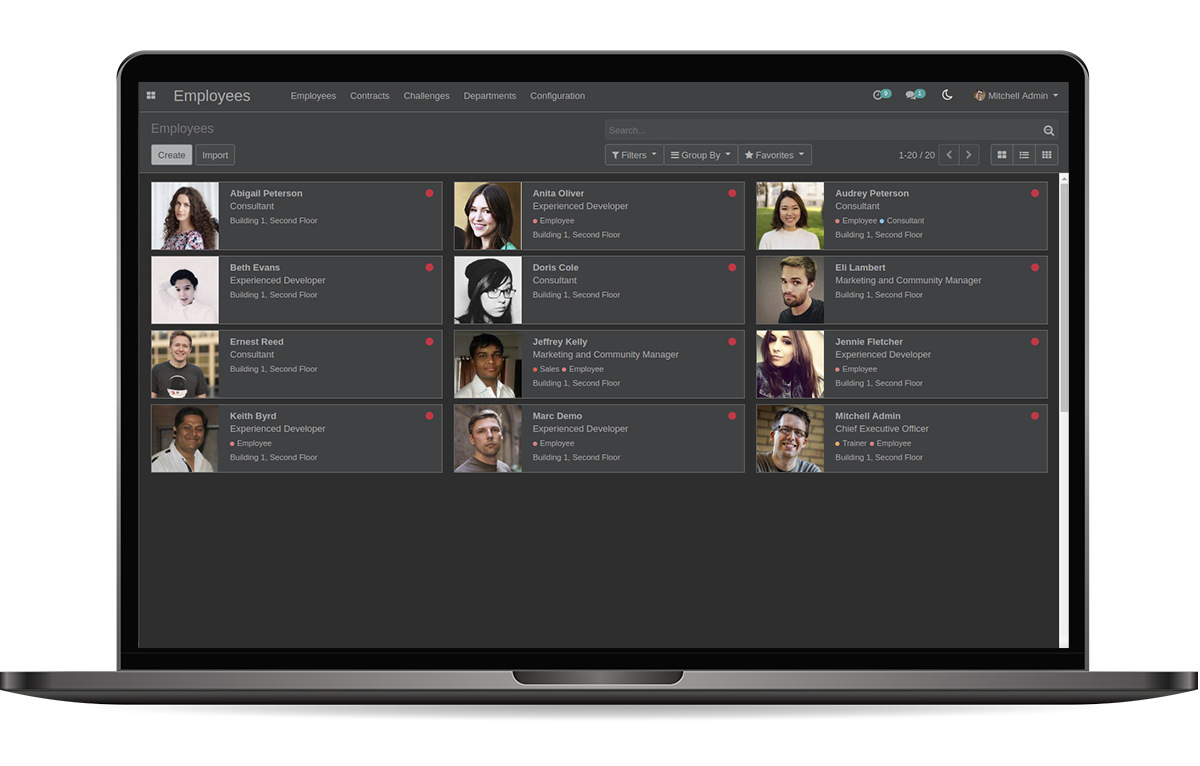 Employees Employees Contracts Challenges Departments Configuration 9 1 Mitchell Admin
Employees Search...
Create Import Filters Group By Favorites 1-20 / 20
Abigail Peterson
Consultant
Building 1, Second Floor
Anita Oliver
Experienced Developer
Employee
Building 1, Second Floor
Audrey Peterson
Consultant
Employee Consultant
Building 1, Second Floor
Beth Evans
Experienced Developer
Building 1, Second Floor
Doris Cole
Consultant
Building 1, Second Floor
Eli Lambert
Marketing and Community Manager
Building 1, Second Floor
Ernest Reed
Consultant
Building 1, Second Floor
Jeffrey Kelly
Marketing and Community Manager
Sales Employee
Building 1, Second Floor
Jennie Fletcher
Experienced Developer
Employee
Building 1, Second Floor
Keith Byrd
Experienced Developer
Employee
Building 1, Second Floor
Marc Demo
Experienced Developer
Employee
Building 1, Second Floor
Mitchell Admin
Chief Executive Officer
Trainer Employee
Building 1, Second Floor